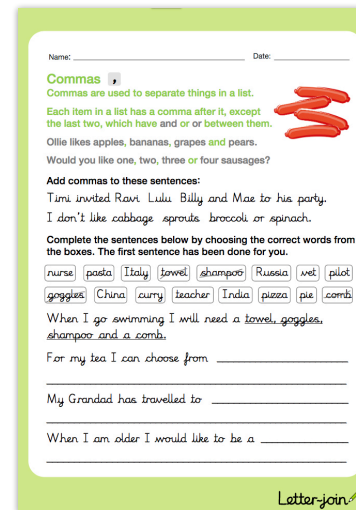 Name: Date:
Commas ,
Commas are used to separate things in a list.
Each item in a list has a comma after it, except
the last two, which have and or or between them.
Ollie likes apples, bananas, grapes and pears.
Would you like one, two, three or four sausages?
Add commas to these sentences:
Timi invited Ravi Lulu Billy and Mae to his party.
I don't like cabbage sprouts broccoli or spinach.
Complete the sentences below by choosing the correct words from
the boxes. The first sentence has been done for you.
nurse pasta Italy towel shampoo Russia vet pilot
goggles China curry teacher India pizza pie comb
When I go swimming I will need a towel, goggles,
shampoo and a comb.
For my tea I can choose from
My Grandad has travelled to
When I am older I would like to be a
Letter-join